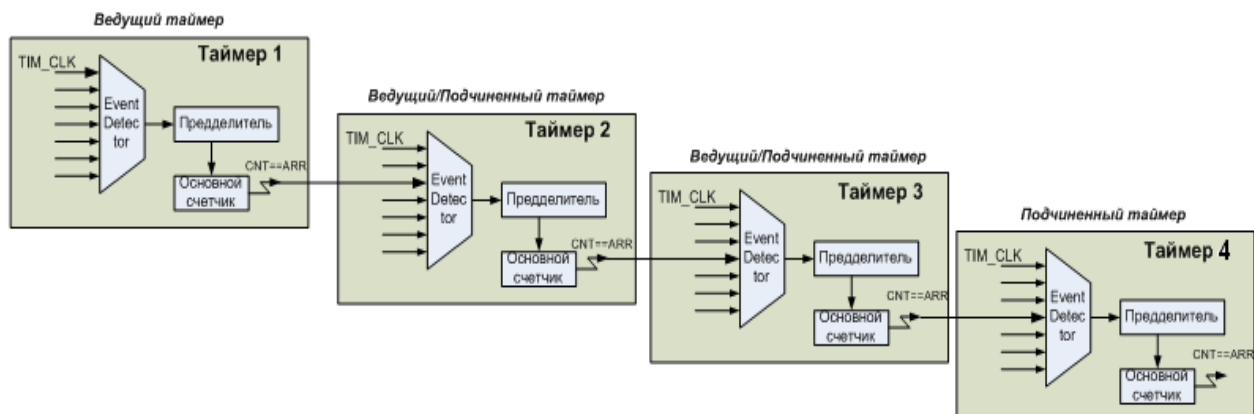 Ведущий таймер
Таймер 1
TIM_CLK
Event
Detec
tor
Предделитель
Основной
счетчик
CNT==ARR
Ведущий/Подчиненный таймер
Таймер 2
TIM_CLK
Event
Detec
tor
Предделитель
Основной
счетчик
CNT==ARR
Ведущий/Подчиненный таймер
Таймер 3
TIM_CLK
Event
Detec
tor
Предделитель
Основной
счетчик
CNT==ARR
Подчиненный таймер
Таймер 4
TIM_CLK
Event
Detec
tor
Предделитель
Основной
счетчик
CNT==ARR